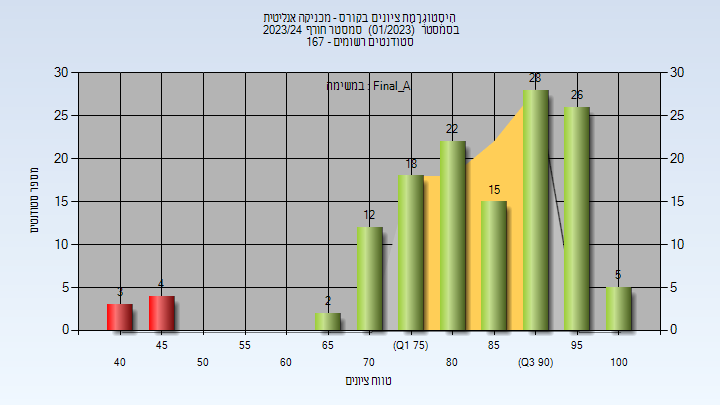 היסטוגרמת ציונים בקורס - מכניקה אנליטית
בסמסטר (01/2023) סמסטר חורף 2023/24
סטודנטים רשומים - 167
במשימה : Final_A
מספר סטודנטים
30 25 20 15 10 5 0
30 25 20 15 10 5 0
3 4 2 12 18 22 15 28 26 5
45 55 65 (Q1 75) 85 95
40 50 60 70 80 (Q3 90) 100
טווח ציונים